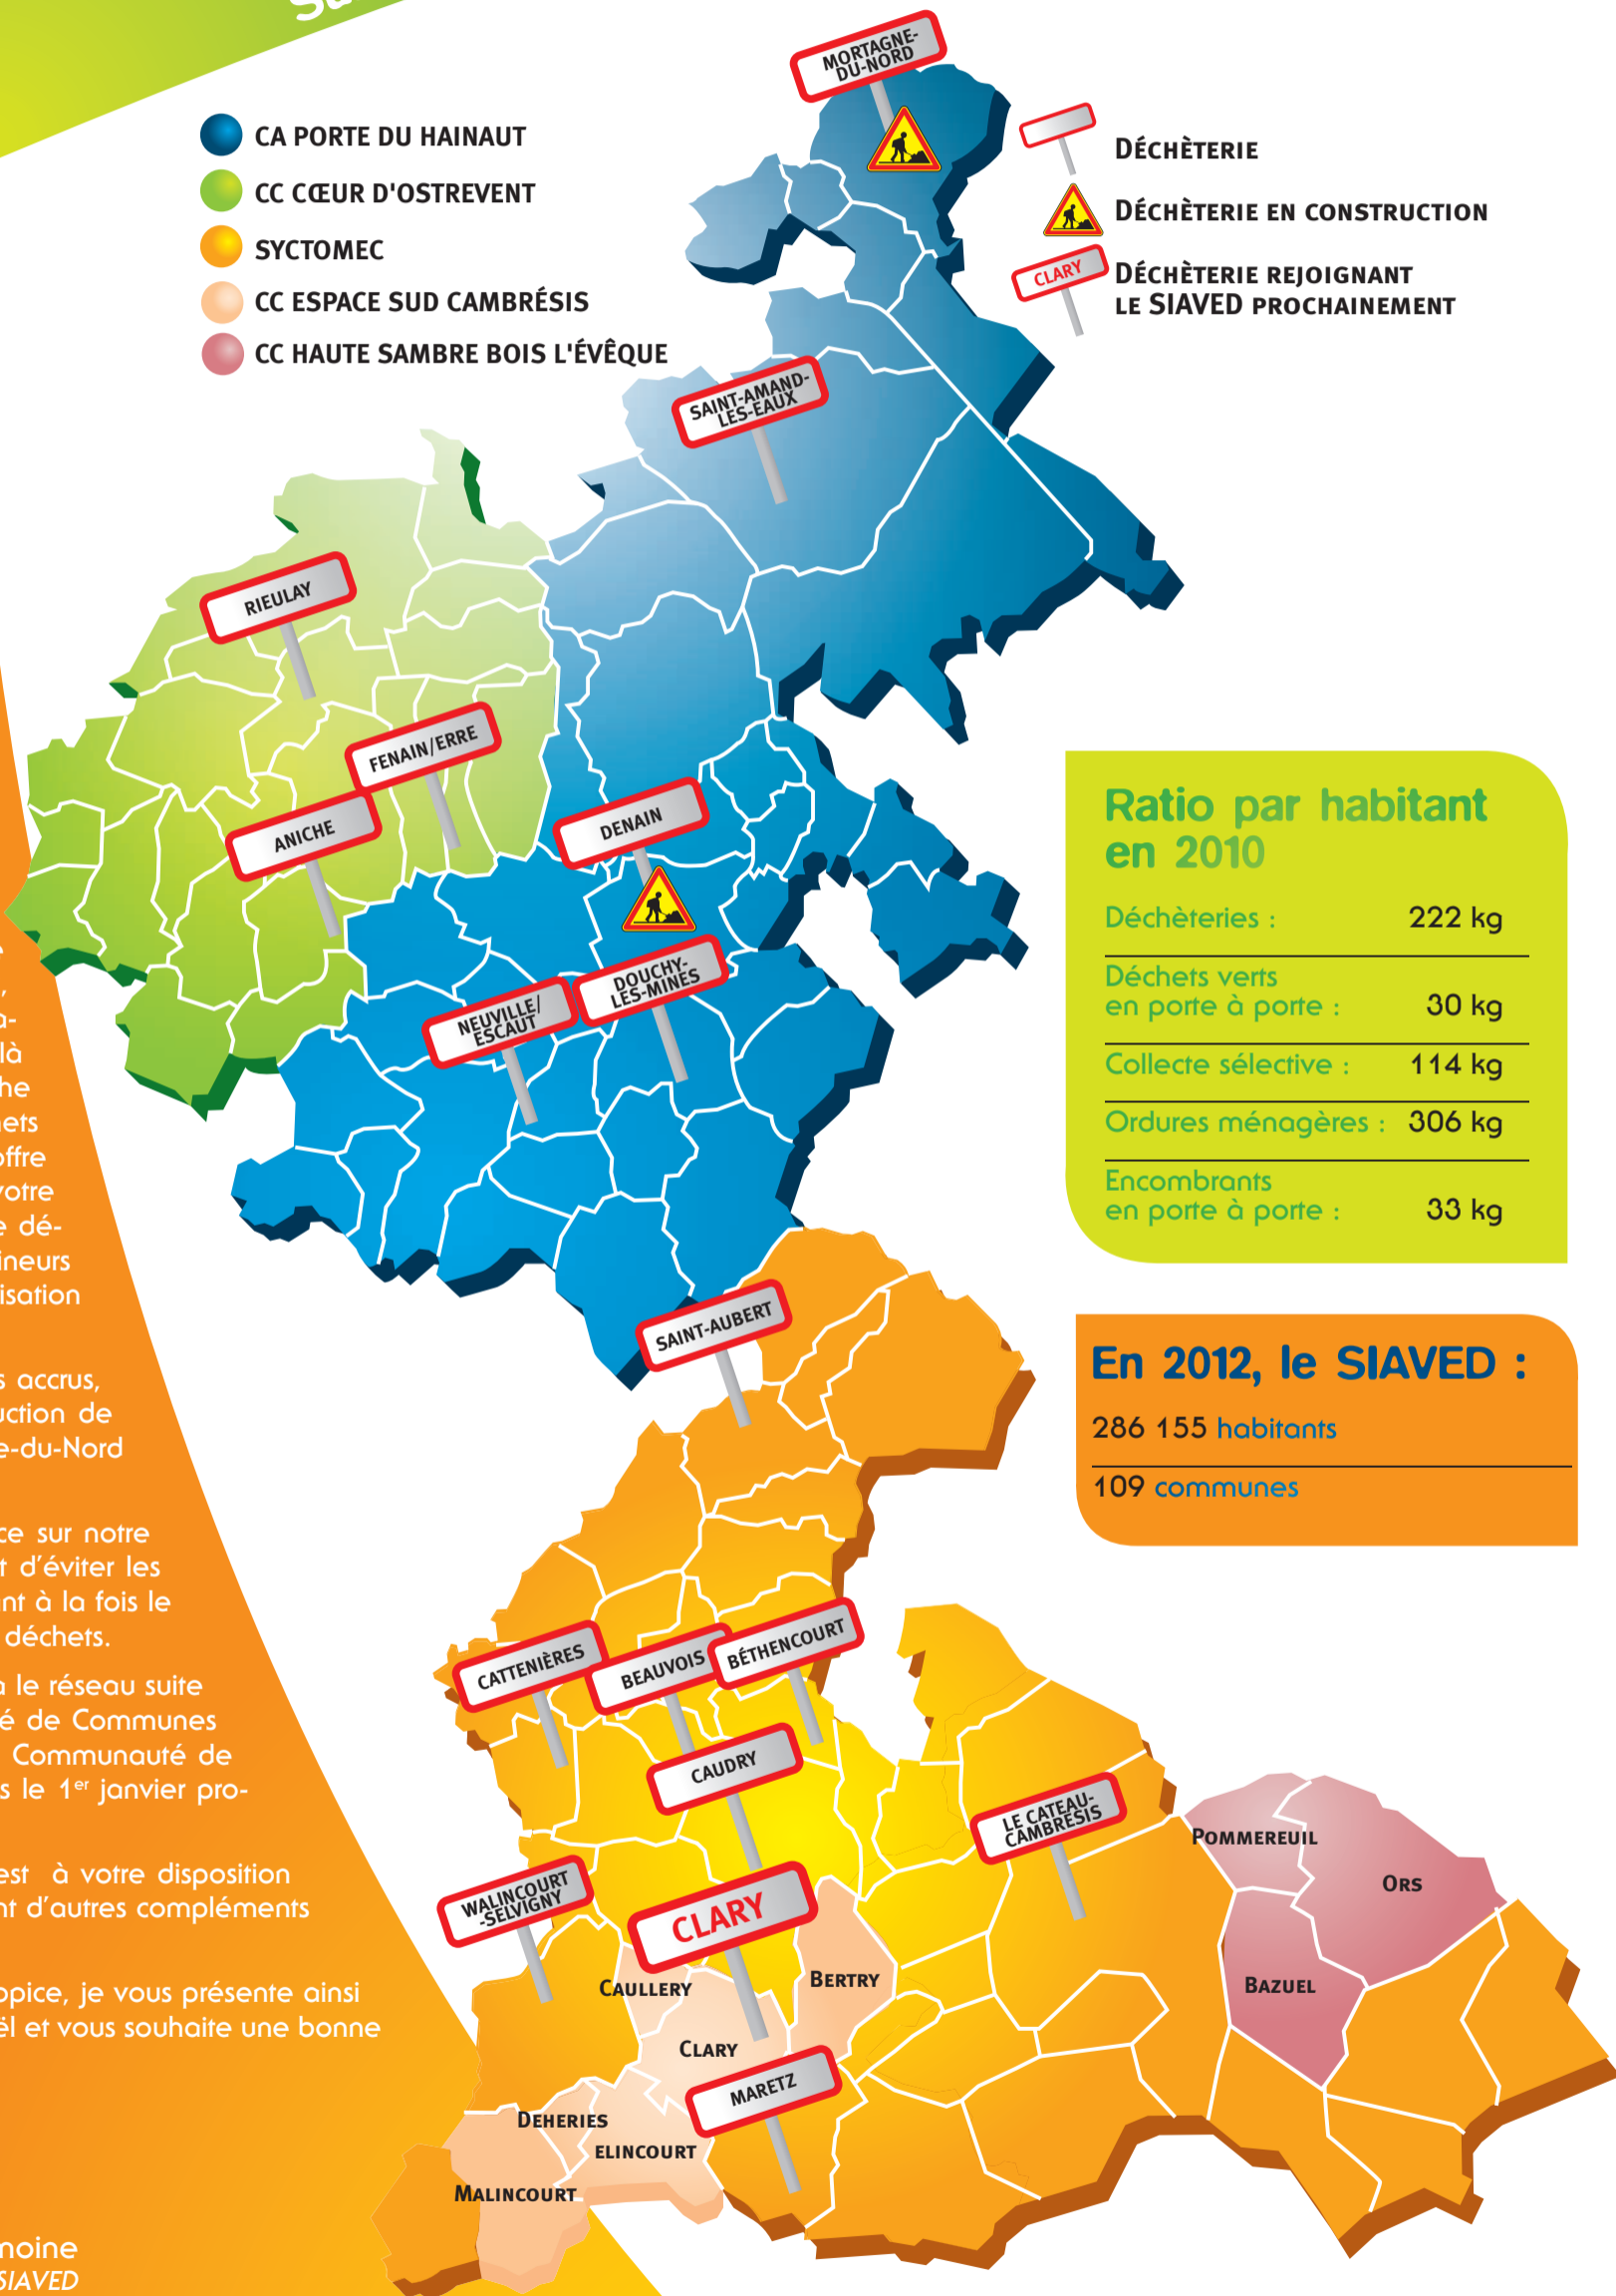 CA PORTE DU HAINAUT
CC CŒUR D'OSTREVENT
SYCTOMEC
CC ESPACE SUD CAMBRÉSIS
CC HAUTE SAMBRE BOIS L'ÉVÊQUE
DÉCHÈTERIE
DÉCHÈTERIE EN CONSTRUCTION
CLARY
DÉCHÈTERIE REJOIGNANT
LE SIAVED PROCHAINEMENT
MORTAGNE-
DU-NORD
SAINT-AMAND-
LES-EAUX
RIEULAY
FENAIN/ERRE
ANICHE
DENAIN
DOUCHY-
LES-MINES
NEUVILLE/
ESCAUT
SAINT-AUBERT
CATTENIÈRES
BEAUVOIS
BÉTHENCOURT
CAUDRY
LE CATEAU-
CAMBRÉSIS
WALINCOURT
-SELVIGNY
CLARY
MARETZ
POMMEREUIL
ORS
BAZUEL
CAULLERY
BERTRY
CLARY
DEHERIES
ELINCOURT
MALINCOURT
Ratio par habitant
en 2010
Déchèteries : 222 kg
Déchets verts
en porte à porte : 30 kg
Collecte sélective : 114 kg
Ordures ménagères : 306 kg
Encombrants
en porte à porte : 33 kg
En 2012, le SIAVED :
286 155 habitants
109 communes
là
offre
votre
e dé-
isation
s accrus,
uction de
e-du-Nord
ce sur notre
t d'éviter les
nt à la fois le
déchets.
a le réseau suite
é de Communes
Communauté de
s le 1er janvier pro-
est à votre disposition
nt d'autres compléments
opice, je vous présente ainsi
ël et vous souhaite une bonne
moine
SIAVED